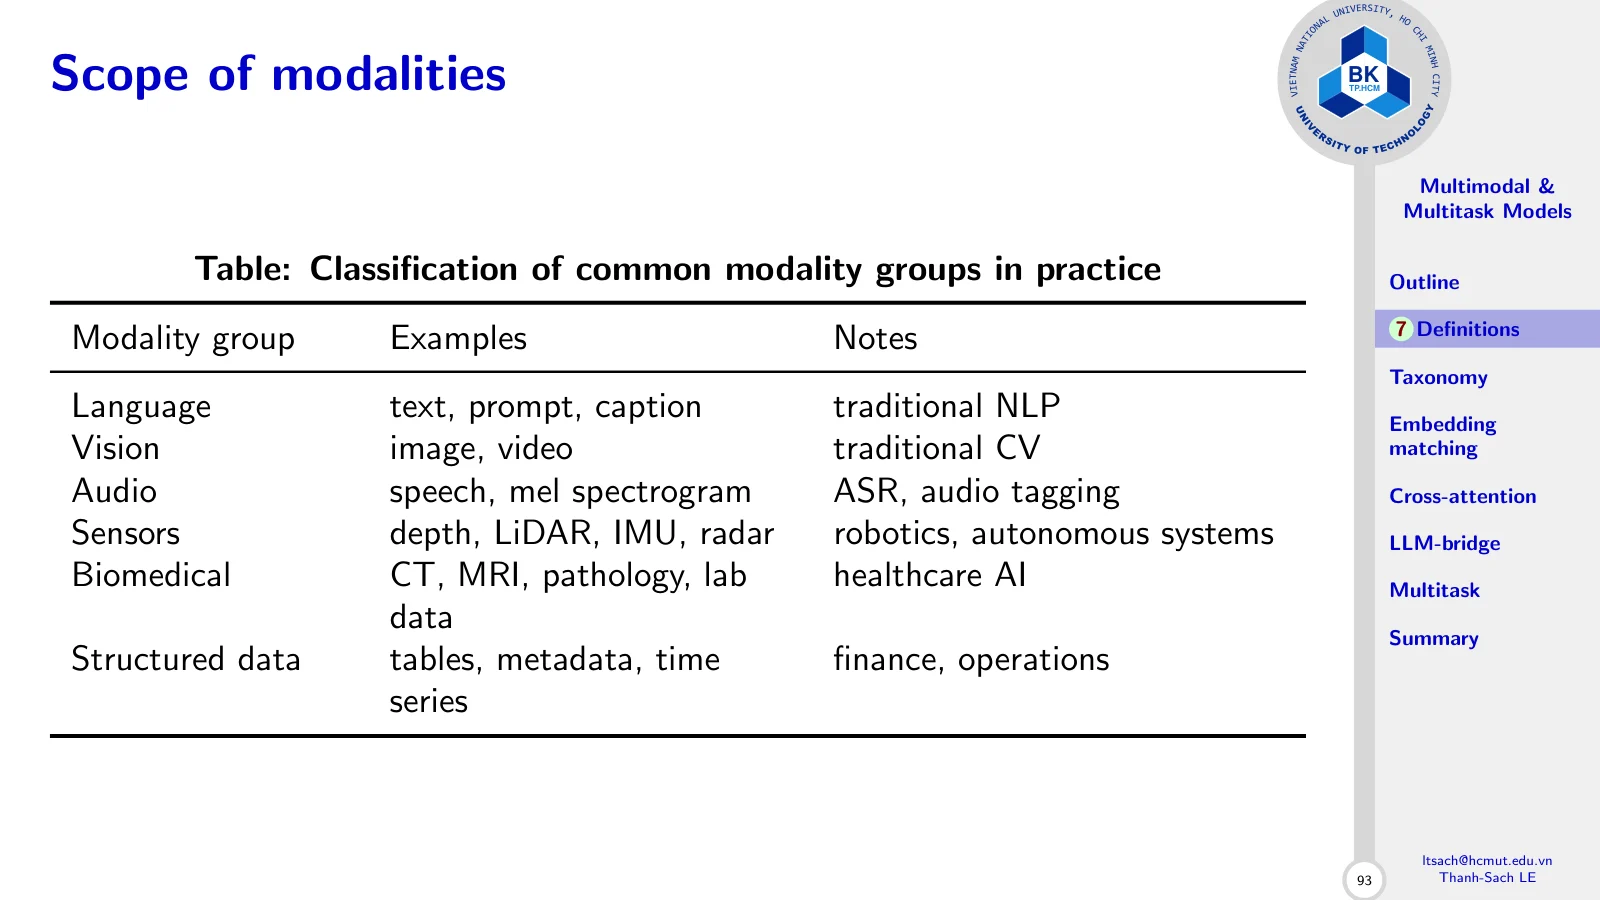 Scope of modalities
VIETNAM NATIONAL UNIVERSITY, HO CHI MINH CITY
BK
TP.HCM
UNIVERSITY OF TECHNOLOGY
Table: Classification of common modality groups in practice
Modality group Examples Notes
Language text, prompt, caption traditional NLP
Vision image, video traditional CV
Audio speech, mel spectrogram ASR, audio tagging
Sensors depth, LiDAR, IMU, radar robotics, autonomous systems
Biomedical CT, MRI, pathology, lab healthcare AI
data
Structured data tables, metadata, time finance, operations
series
Multimodal &
Multitask Models
Outline
7 Definitions
Taxonomy
Embedding
matching
Cross-attention
LLM-bridge
Multitask
Summary
ltsach@hcmut.edu.vn
Thanh-Sach LE
93